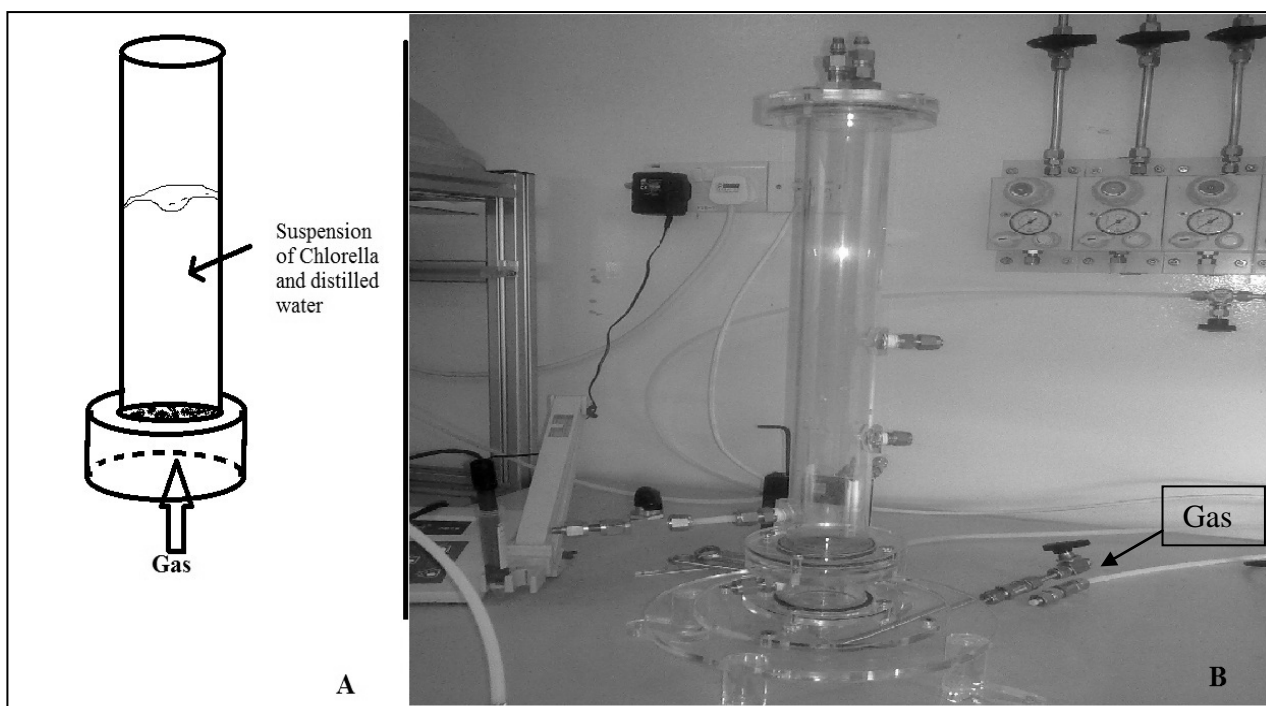 Suspension
of Chlorella
and distilled
water
Gas
A
Gas
B